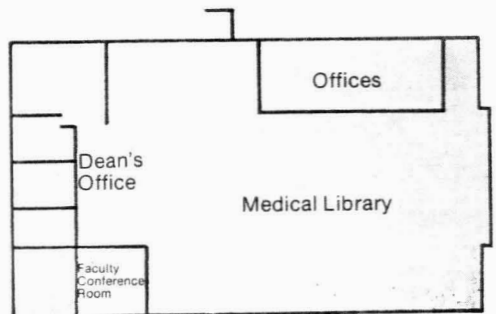 Offices
Dean's
Office
Medical Library
Faculty
Conference
Room